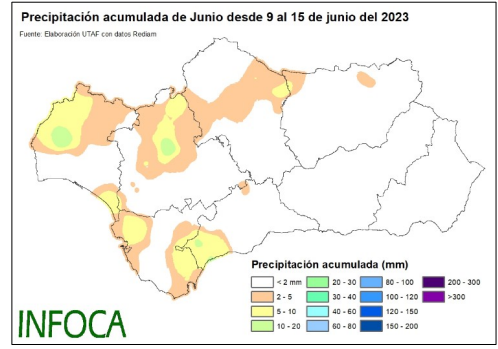 Precipitación acumulada de Junio desde 9 al 15 de junio del 2023
Fuente: Elaboración UTAF con datos Rediam
Precipitación acumulada (mm)
< 2 mm
2 - 5
5 - 10
10 - 20
20 - 30
30 - 40
40 - 60
60 - 80
80 - 100
100 - 120
120 - 150
150 - 200
200 - 300
>300
INFOCA